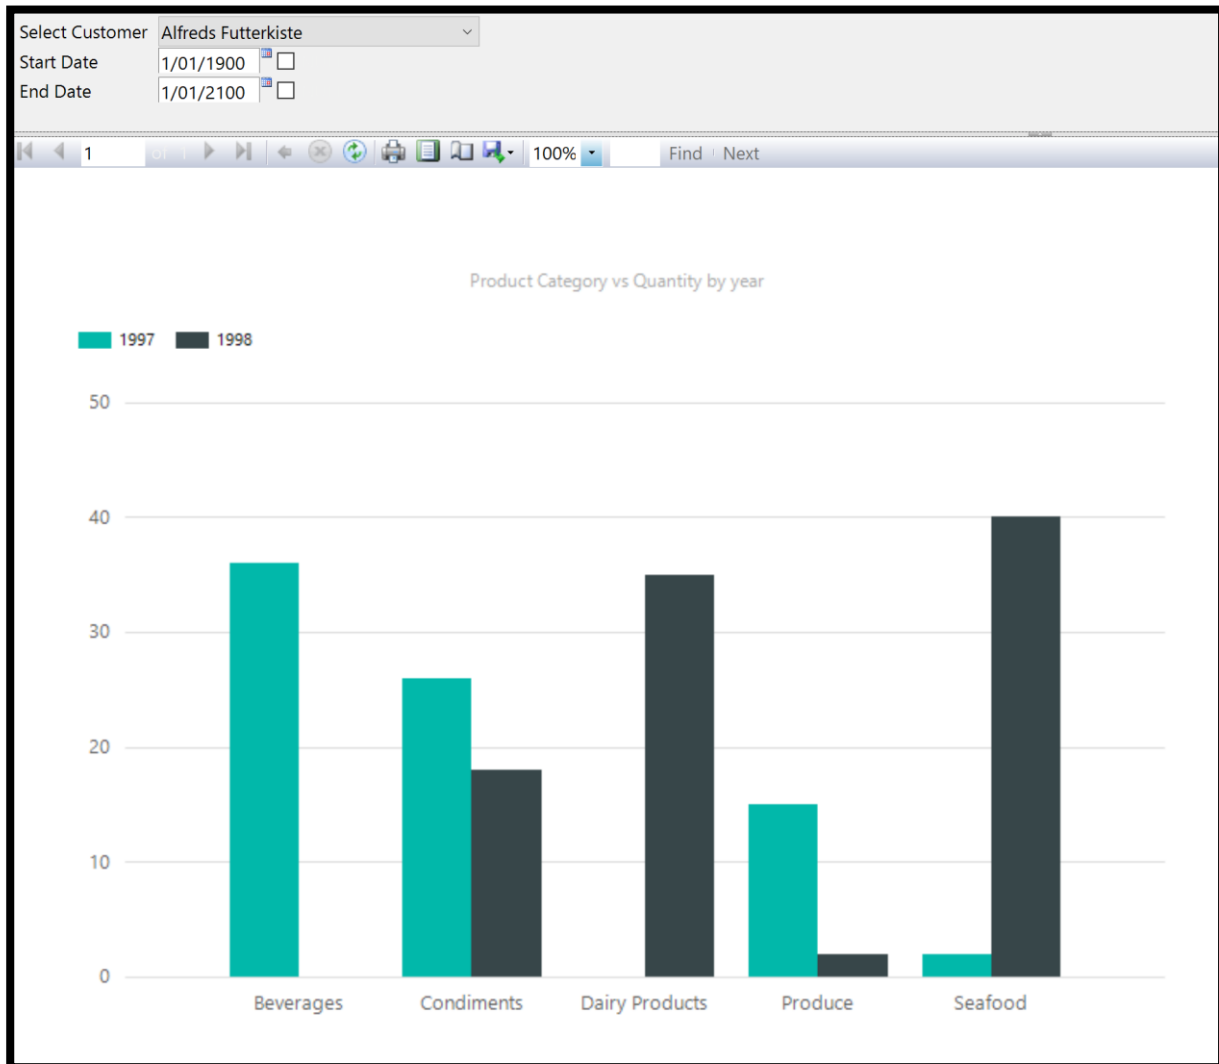 Select Customer Alfreds Futterkiste
Start Date 1/01/1900
End Date 1/01/2100
1 of 1 100% Find Next
Product Category vs Quantity by year
1997 1998
50
40
30
20
10
0
Beverages Condiments Dairy Products Produce Seafood